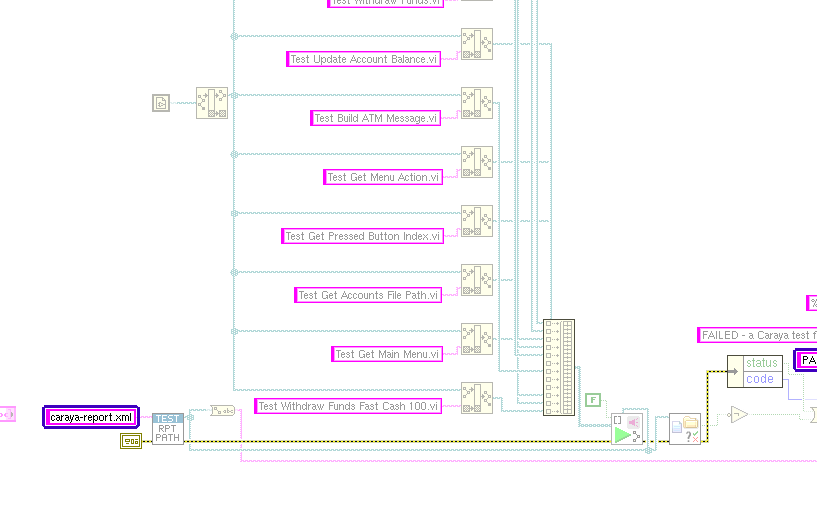 Test Withdraw Funds.vi
Test Update Account Balance.vi
Test Build ATM Message.vi
Test Get Menu Action.vi
Test Get Pressed Button Index.vi
Test Get Accounts File Path.vi
FAILED - a Caraya test f
Test Get Main Menu.vi
PA
status
code
Test Withdraw Funds Fast Cash 100.vi
F
abc
caraya-report.xml
TEST
RPT
PATH